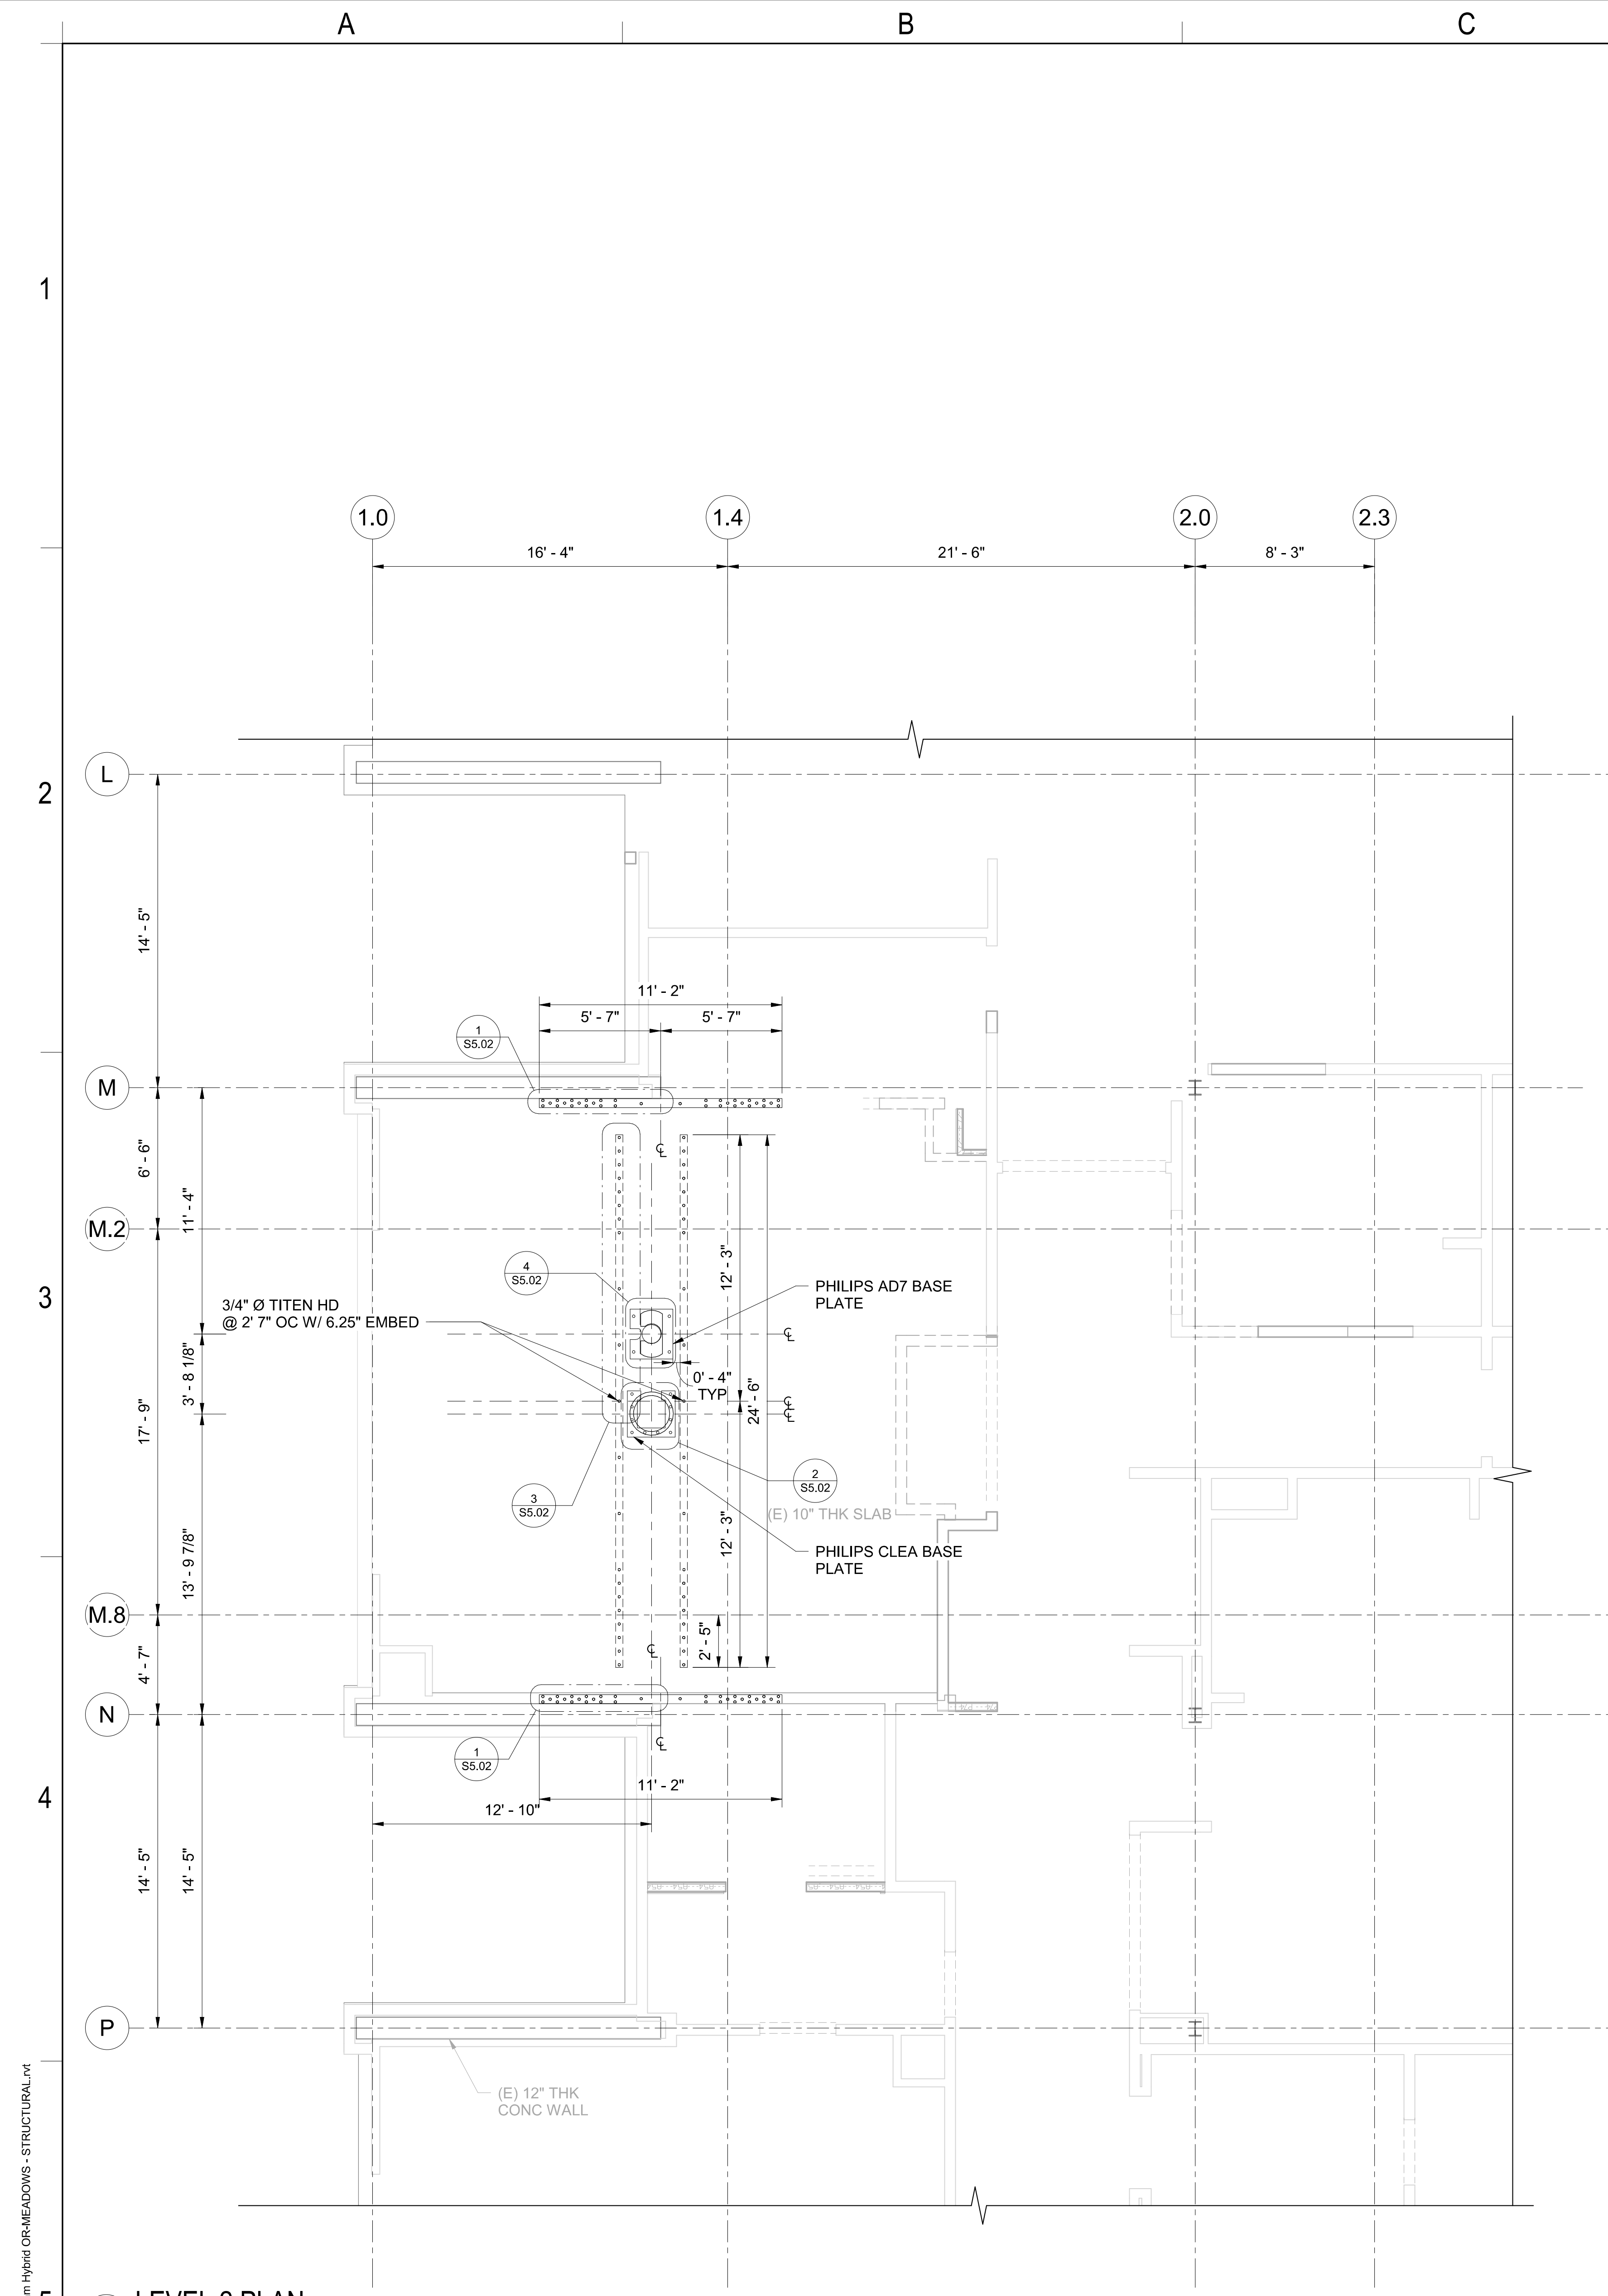 A
B
C
1
1.0
1.4
2.0
2.3
16' - 4"
21' - 6"
8' - 3"
2
L
14' - 5"
11' - 2"
5' - 7"
5' - 7"
1
S5.02
M
6' - 6"
11' - 4"
M.2
12' - 3"
4
S5.02
PHILIPS AD7 BASE
PLATE
3
3/4" Ø TITEN HD
@ 2' 7" OC W/ 6.25" EMBED
3' - 8 1/8"
17' - 9"
0' - 4"
TYP
24' - 6"
2
S5.02
3
S5.02
(E) 10" THK SLAB
12' - 3"
PHILIPS CLEA BASE
PLATE
13' - 9 7/8"
M.8
2' - 5"
4' - 7"
N
1
S5.02
11' - 2"
12' - 10"
4
14' - 5"
14' - 5"
P
(E) 12" THK
CONC WALL
m Hybrid OR-MEADOWS - STRUCTURAL.rvt